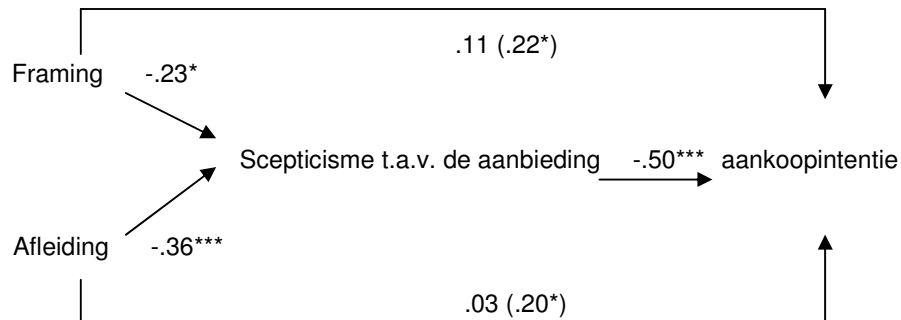 .11 (.22*)
Framing -.23*
Scepticisme t.a.v. de aanbieding -.50*** aankoopintentie
Afleiding -.36***
.03 (.20*)